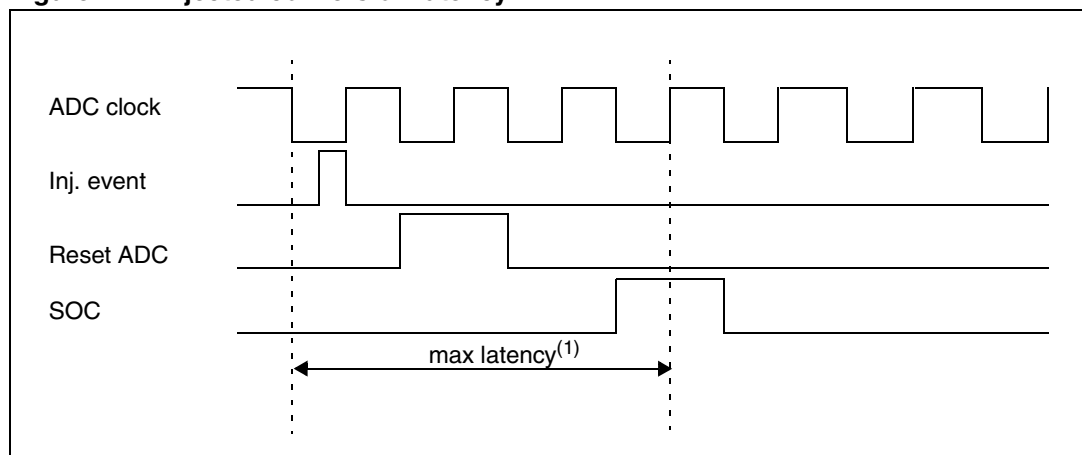 ADC clock
Inj. event
Reset ADC
SOC
max latency(1)